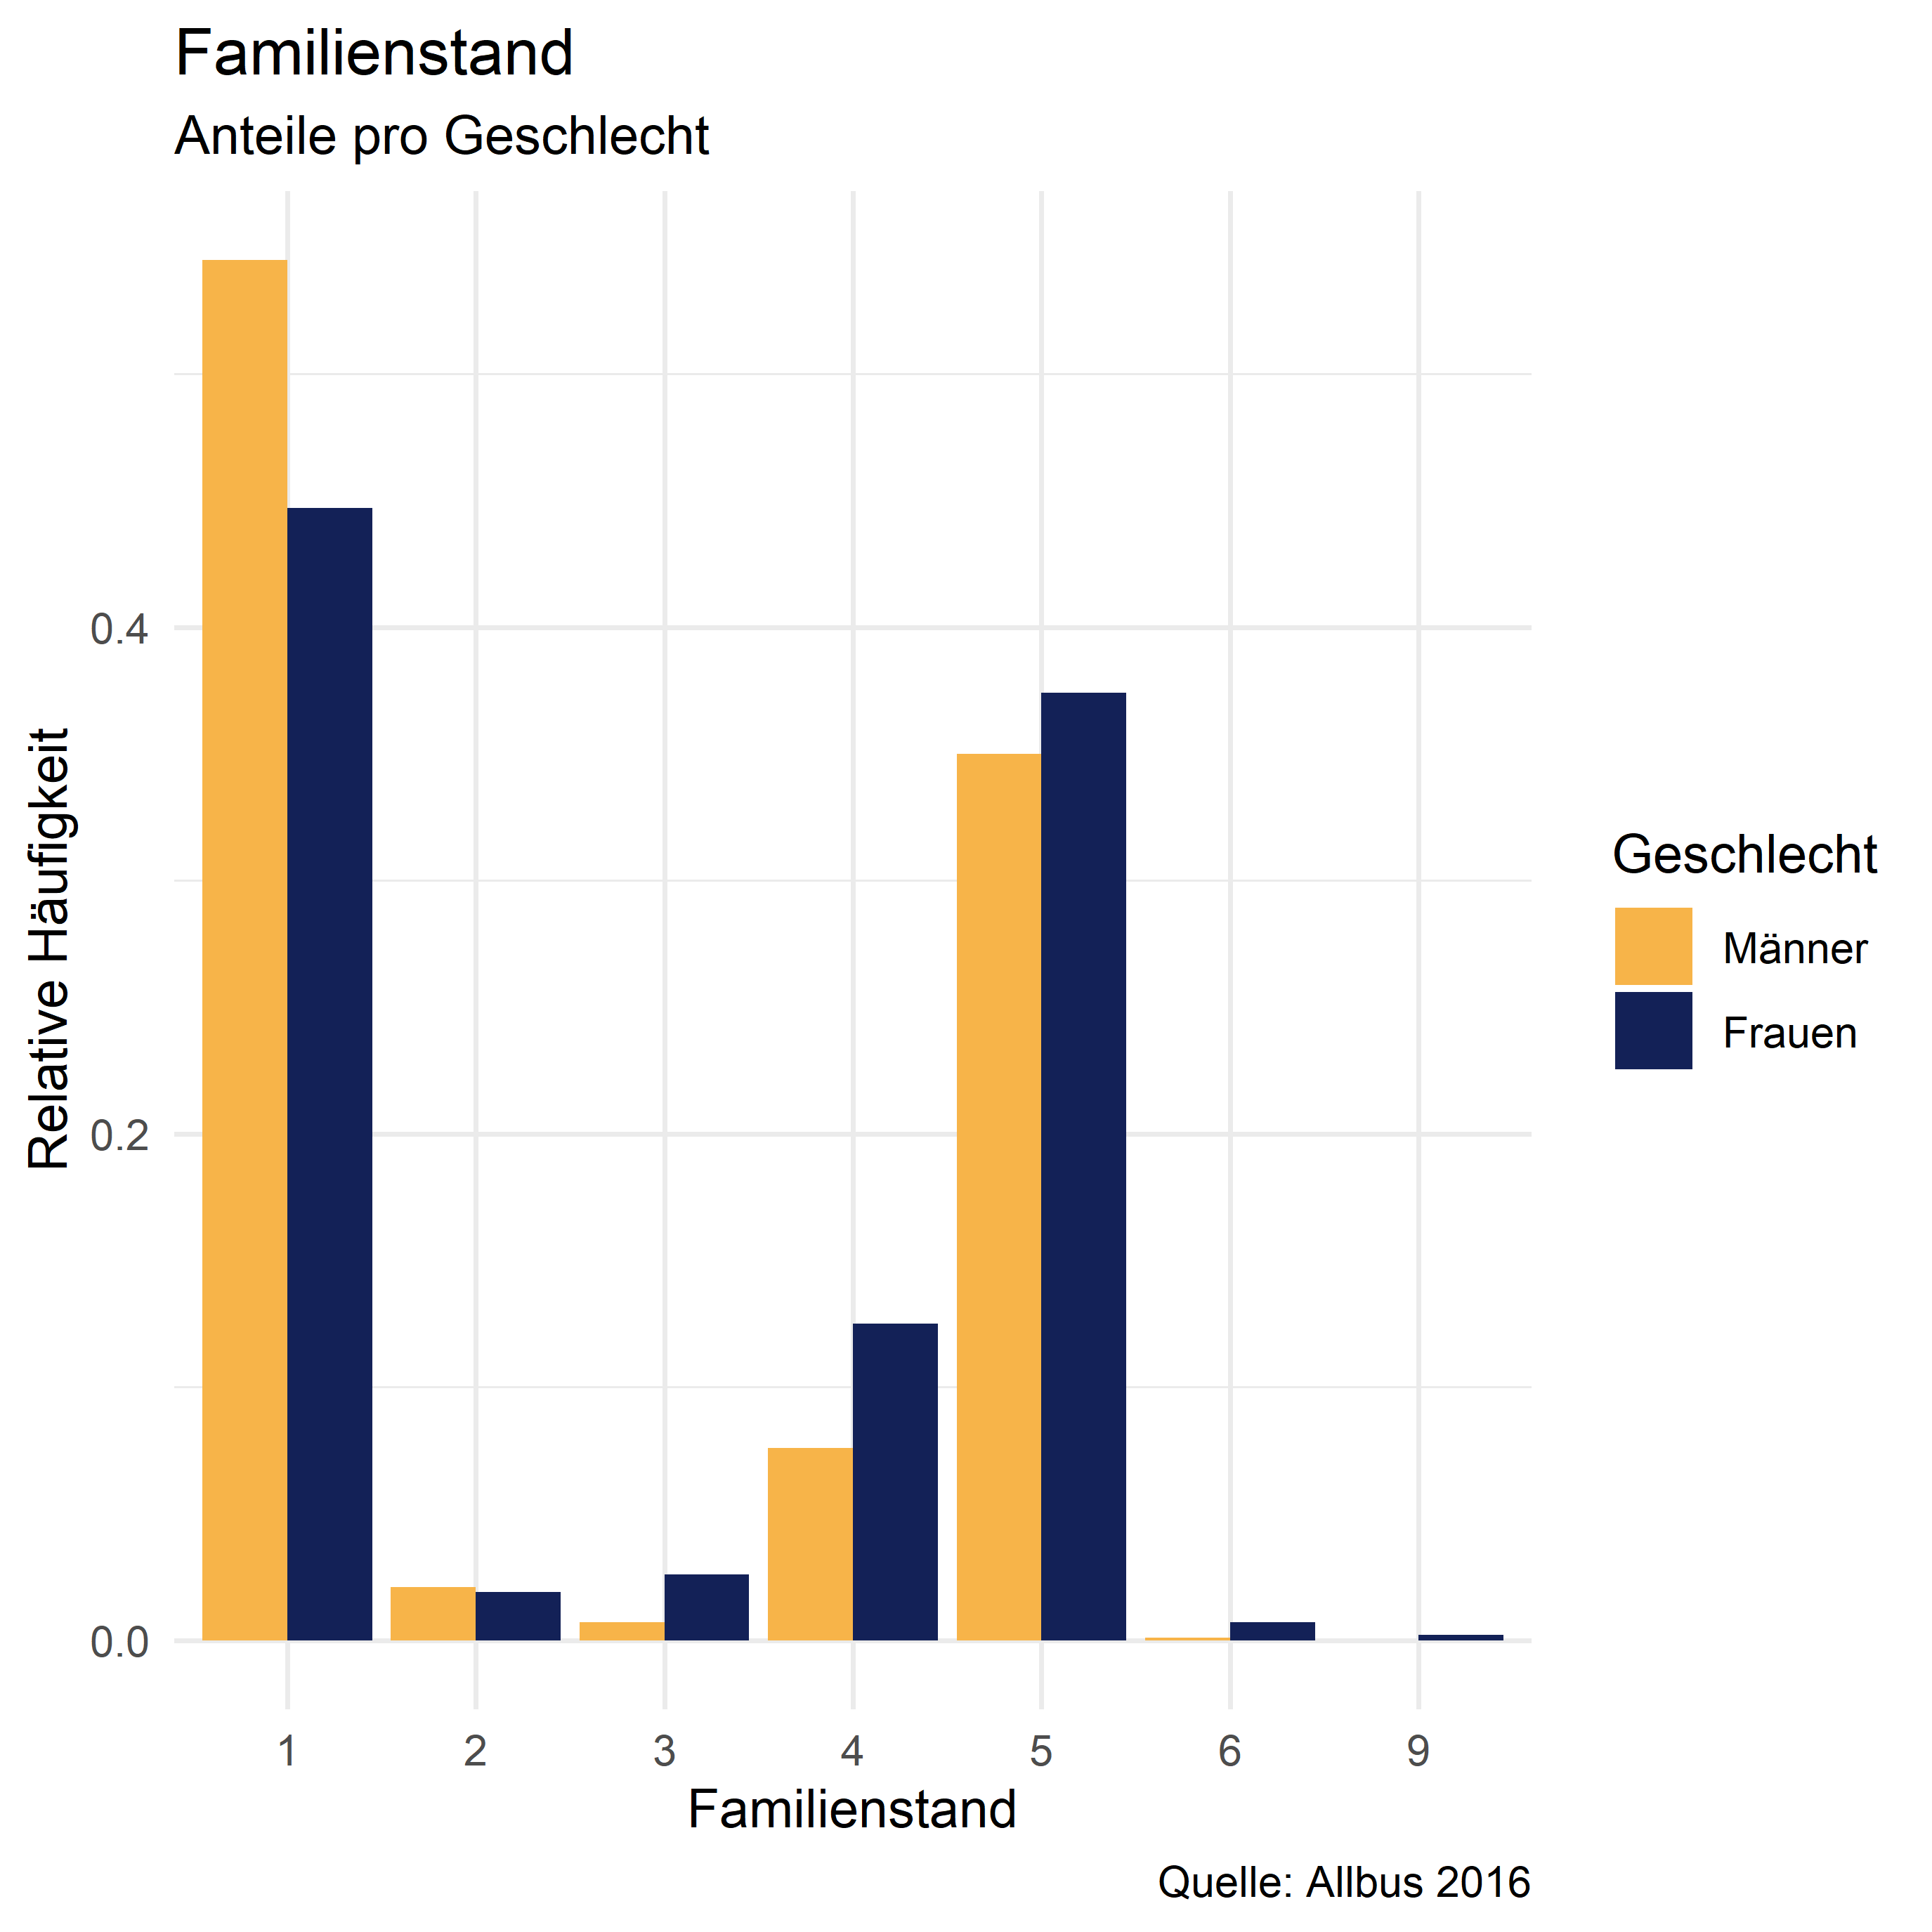 Familienstand
Anteile pro Geschlecht
Relative Häufigkeit
0.4
0.2
0.0
1 2 3 4 5 6 9
Familienstand
Geschlecht
Männer
Frauen
Quelle: Allbus 2016